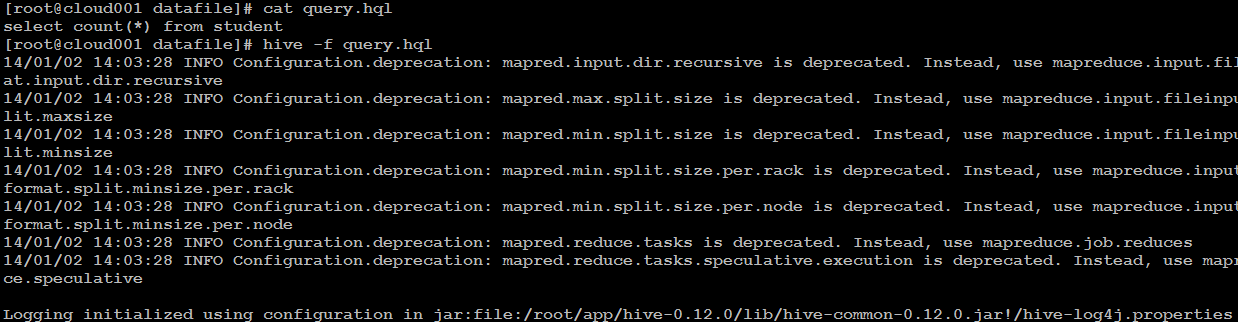 [root@cloud001 datafile]# cat query.hql
select count(*) from student
[root@cloud001 datafile]# hive -f query.hql
14/01/02 14:03:28 INFO Configuration.deprecation: mapred.input.dir.recursive is deprecated. Instead, use mapreduce.input.fil
at.input.dir.recursive
14/01/02 14:03:28 INFO Configuration.deprecation: mapred.max.split.size is deprecated. Instead, use mapreduce.input.fileinpu
lit.maxsize
14/01/02 14:03:28 INFO Configuration.deprecation: mapred.min.split.size is deprecated. Instead, use mapreduce.input.fileinpu
lit.minsize
14/01/02 14:03:28 INFO Configuration.deprecation: mapred.min.split.size.per.rack is deprecated. Instead, use mapreduce.input
format.split.minsize.per.rack
14/01/02 14:03:28 INFO Configuration.deprecation: mapred.min.split.size.per.node is deprecated. Instead, use mapreduce.input
format.split.minsize.per.node
14/01/02 14:03:28 INFO Configuration.deprecation: mapred.reduce.tasks is deprecated. Instead, use mapreduce.job.reduces
14/01/02 14:03:28 INFO Configuration.deprecation: mapred.reduce.tasks.speculative.execution is deprecated. Instead, use mapr
ce.speculative
Logging initialized using configuration in jar:file:/root/app/hive-0.12.0/lib/hive-common-0.12.0.jar!/hive-log4j.properties